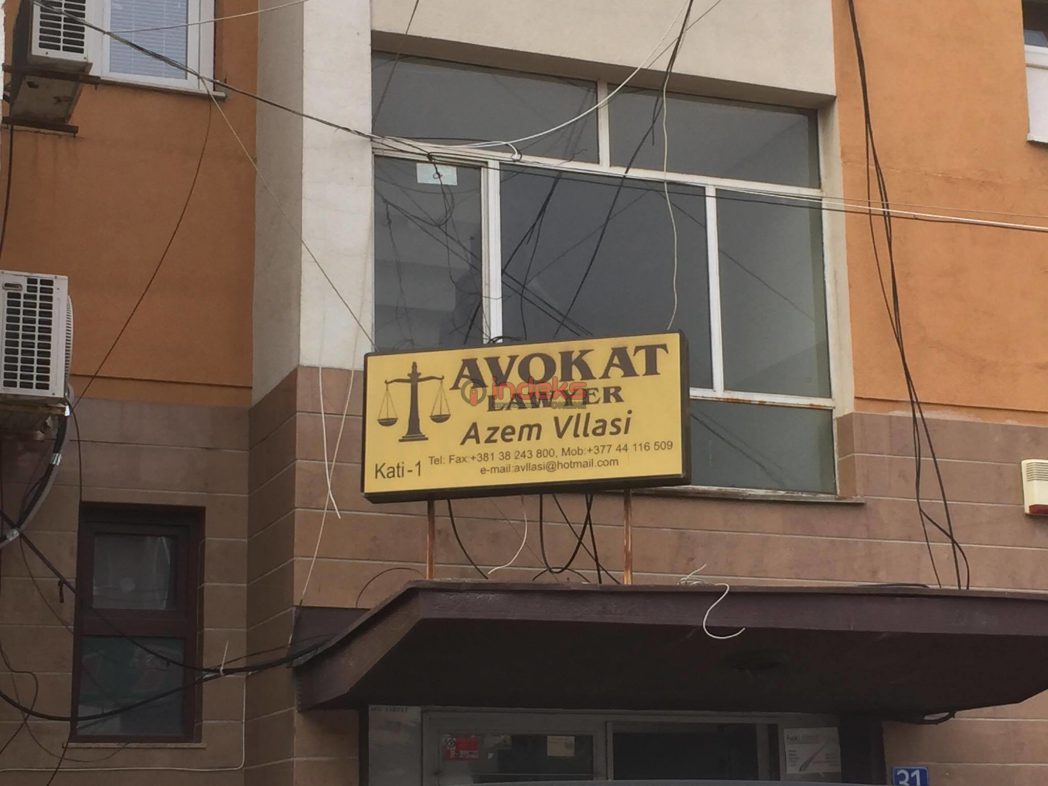 AVOKAT
indeks
LAWYER
Azem Vllasi
Kati-1
Tel: Fax:+381 38 243 800, Mob:+377 44 116 509
e-mail:avllasi@hotmail.com
31